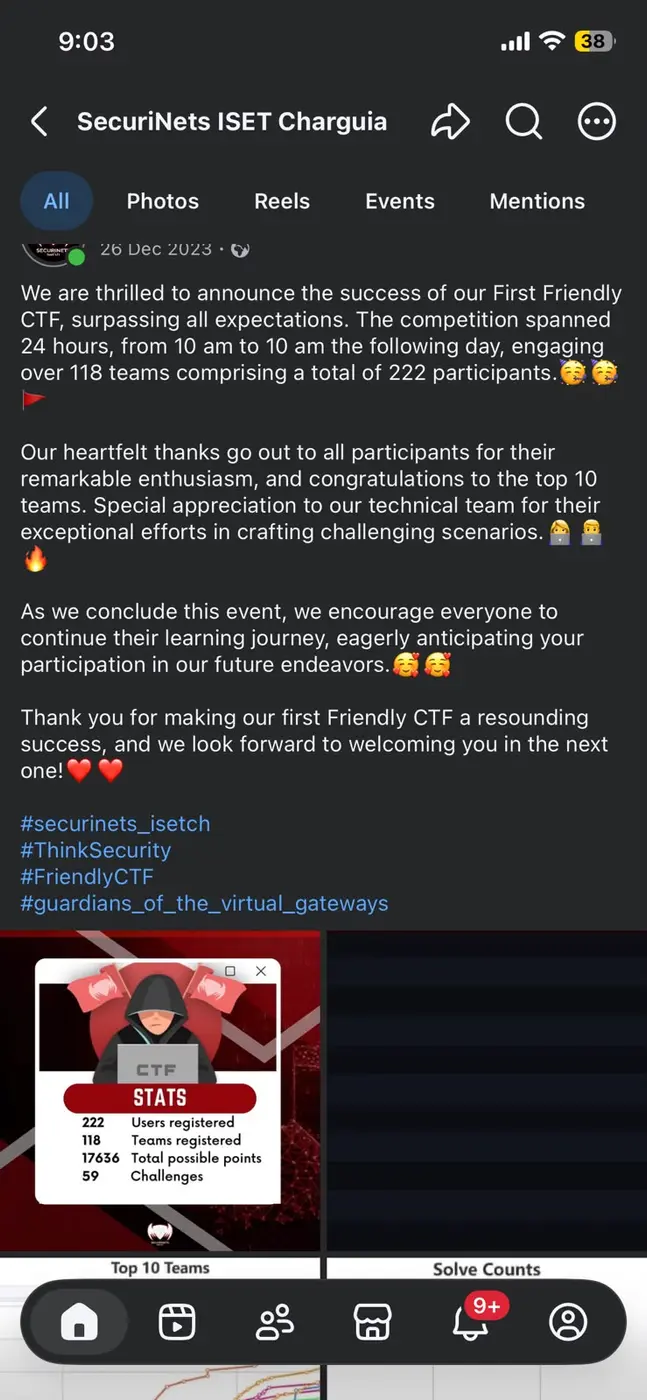 9:03
38
SecuriNets ISET Charguia
All
Photos
Reels
Events
Mentions
SECURINETS
26 Dec 2023 ·
We are thrilled to announce the success of our First Friendly
CTF, surpassing all expectations. The competition spanned
24 hours, from 10 am to 10 am the following day, engaging
over 118 teams comprising a total of 222 participants.🥳🥳
🚩
Our heartfelt thanks go out to all participants for their
remarkable enthusiasm, and congratulations to the top 10
teams. Special appreciation to our technical team for their
exceptional efforts in crafting challenging scenarios.👩‍💻👨‍💻
🔥
As we conclude this event, we encourage everyone to
continue their learning journey, eagerly anticipating your
participation in our future endeavors.🥰🥰
Thank you for making our first Friendly CTF a resounding
success, and we look forward to welcoming you in the next
one!❤️❤️
#securinets_isetch
#ThinkSecurity
#FriendlyCTF
#guardians_of_the_virtual_gateways
CTF
STATS
222 Users registered
118 Teams registered
17636 Total possible points
59 Challenges
Top 10 Teams
Solve Counts
9+